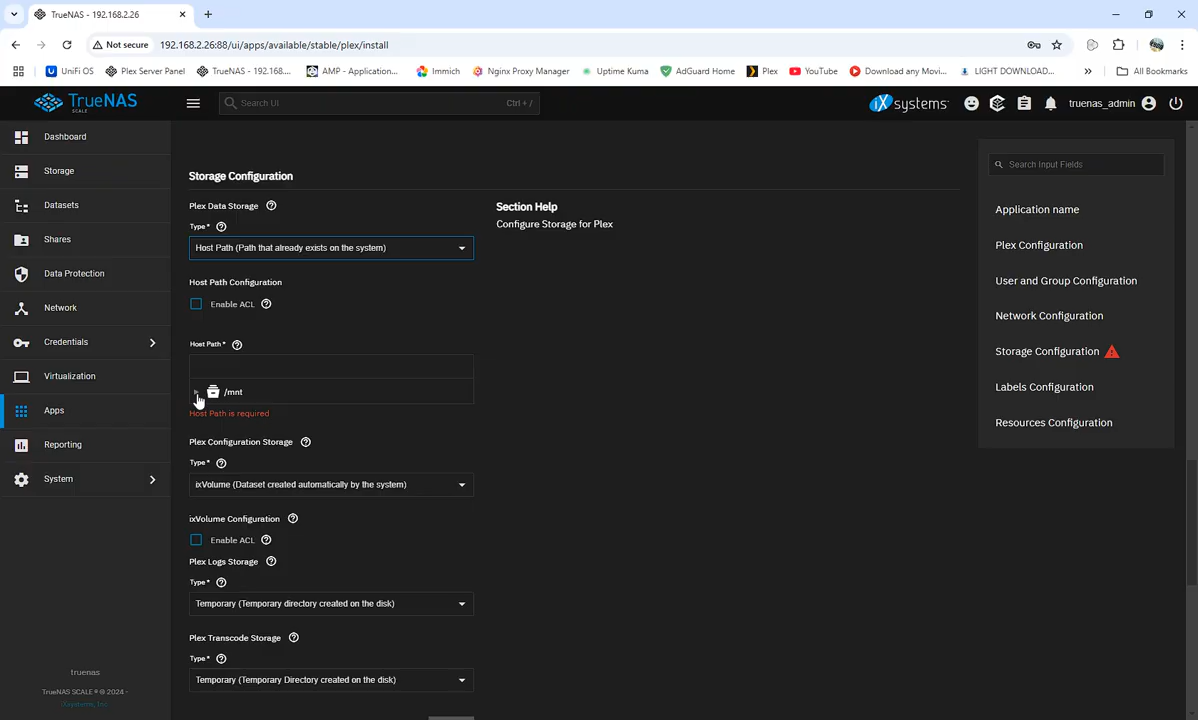 TrueNAS - 192.168.2.26
Not secure
192.168.2.26:88/ui/apps/available/stable/plex/install
UniFi OS
Plex Server Panel
TrueNAS - 192.168....
AMP - Application...
Immich
Nginx Proxy Manager
Uptime Kuma
AdGuard Home
Plex
YouTube
Download any Movi...
LIGHT DOWNLOAD...
All Bookmarks
TrueNAS
SCALE
Search UI
Ctrl + /
iXsystems
truenas_admin
Dashboard
Storage
Datasets
Shares
Data Protection
Network
Credentials
Virtualization
Apps
Reporting
System
truenas
TrueNAS SCALE ® © 2024 -
iXsystems, Inc
Storage Configuration
Plex Data Storage
Type *
Host Path (Path that already exists on the system)
Host Path Configuration
Enable ACL
Host Path *
/mnt
Host Path is required
Plex Configuration Storage
Type *
ixVolume (Dataset created automatically by the system)
ixVolume Configuration
Enable ACL
Plex Logs Storage
Type *
Temporary (Temporary directory created on the disk)
Plex Transcode Storage
Type *
Temporary (Temporary Directory created on the disk)
Section Help
Configure Storage for Plex
Search Input Fields
Application name
Plex Configuration
User and Group Configuration
Network Configuration
Storage Configuration
Labels Configuration
Resources Configuration